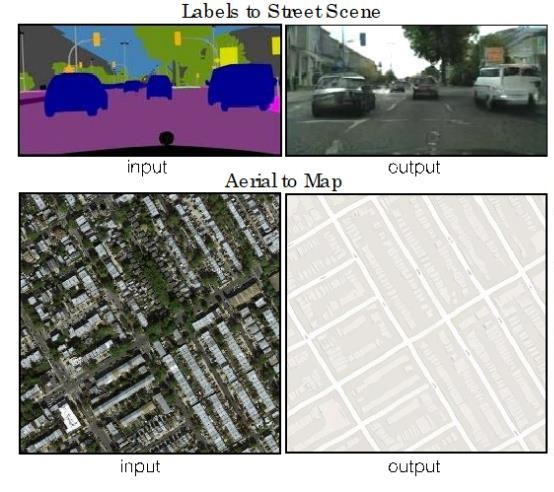 Labels to Street Scene
input
output
Aerial to Map
input
output